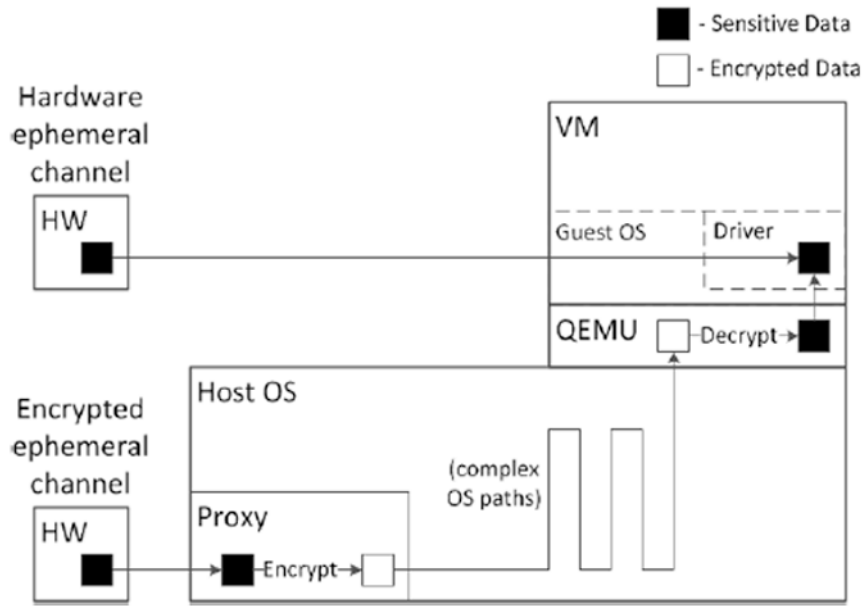 - Sensitive Data
- Encrypted Data
Hardware
ephemeral
channel
HW
VM
Guest OS
Driver
QEMU
Decrypt
Encrypted
ephemeral
channel
HW
Host OS
(complex
OS paths)
Proxy
Encrypt